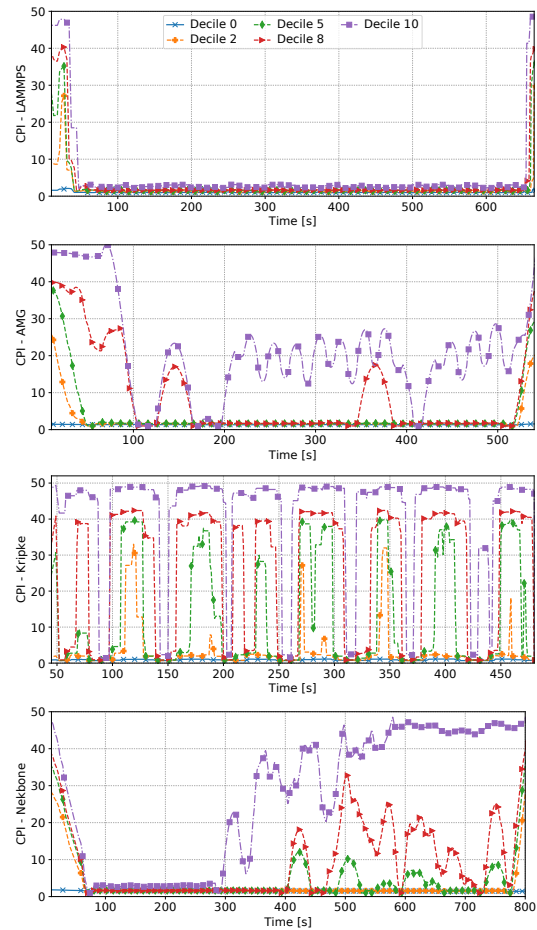 Decile 0 Decile 5 Decile 10
Decile 2 Decile 8
CPI - LAMMPS
50
40
30
20
10
0
100 200 300 400 500 600
Time [s]
CPI - AMG
50
40
30
20
10
0
100 200 300 400 500
Time [s]
CPI - Kripke
50
40
30
20
10
0
50 100 150 200 250 300 350 400 450
Time [s]
CPI - Nekbone
50
40
30
20
10
0
100 200 300 400 500 600 700 800
Time [s]